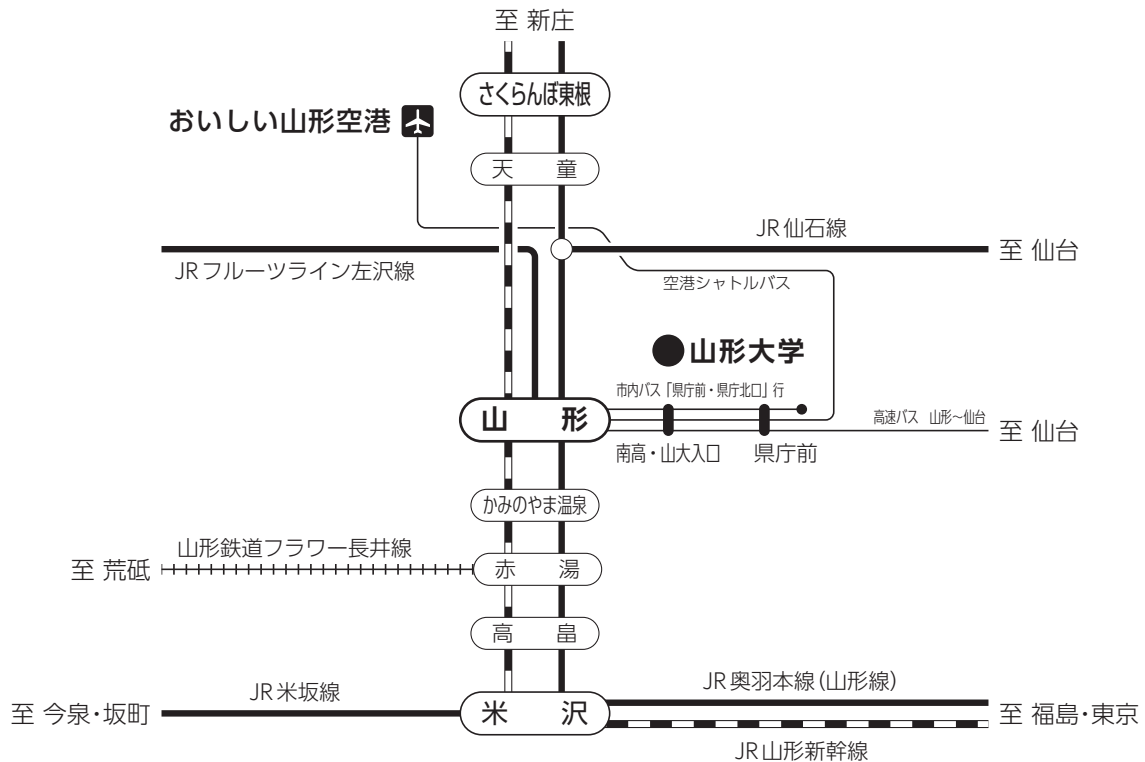 至 新庄
さくらんぼ東根
おいしい山形空港
天 童
JR仙石線
至 仙台
JRフルーツライン左沢線
空港シャトルバス
山形大学
市内バス「県庁前・県庁北口」行
山 形
高速バス 山形～仙台
至 仙台
南高・山大入口
県庁前
かみのやま温泉
山形鉄道フラワー長井線
至 荒砥
赤 湯
高 畠
JR米坂線
JR奥羽本線(山形線)
至 今泉・坂町
米 沢
至 福島・東京
JR山形新幹線